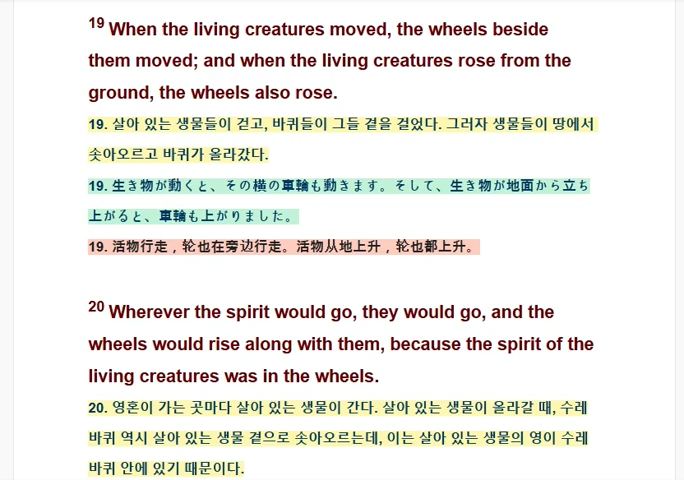 19 When the living creatures moved, the wheels beside
them moved; and when the living creatures rose from the
ground, the wheels also rose.
19. 살아 있는 생물들이 걷고, 바퀴들이 그들 곁을 걸었다. 그러자 생물들이 땅에서
솟아오르고 바퀴가 올라갔다.
19. 生き物が動くと、その横の車輪も動きます。そして、生き物が地面から立ち
上がると、車輪も上がりました。
19. 活物行走，轮也在旁边行走。活物从地上升，轮也都上升。
20 Wherever the spirit would go, they would go, and the
wheels would rise along with them, because the spirit of the
living creatures was in the wheels.
20. 영혼이 가는 곳마다 살아 있는 생물이 간다. 살아 있는 생물이 올라갈 때, 수레
바퀴 역시 살아 있는 생물 곁으로 솟아오르는데, 이는 살아 있는 생물의 영이 수레
바퀴 안에 있기 때문이다.